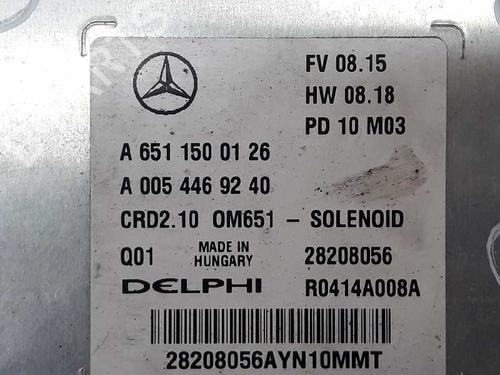 FV 08.15
HW 08.18
PD 10 M03
A 651 150 01 26
A 005 446 92 40
CRD2.10 OM651 – SOLENOID
Q01 MADE IN HUNGARY 28208056
DELPHI R0414A008A
28208056AYN10MMT